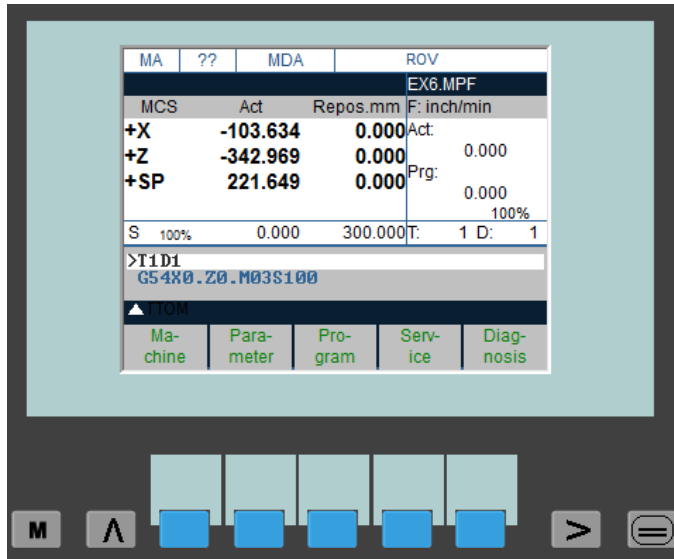 MA ?? MDA ROV
EX6.MPF
MCS Act Repos.mm F: inch/min
+X -103.634 0.000 Act:
0.000
+Z -342.969 0.000
Prg:
+SP 221.649 0.000
0.000
100%
S 100% 0.000 300.000 T: 1 D: 1
>T1D1
G54X0.Z0.M03S100
TTOM
Ma- Para- Pro- Serv- Diag-
chine meter gram ice nosis
M Λ >